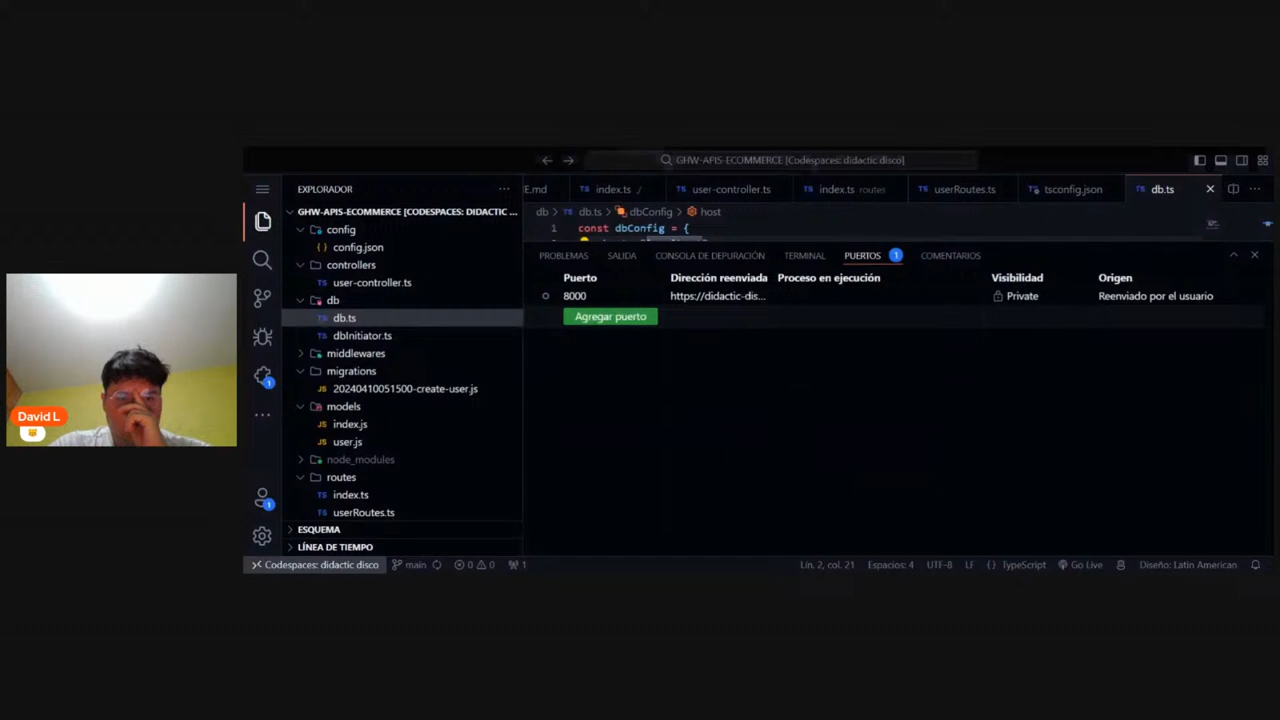 GHW-APIS-ECOMMERCE [Codespaces: didactic disco]
EXPLORADOR
E.md
index.ts /
user-controller.ts
index.ts routes
userRoutes.ts
tsconfig.json
db.ts
GHW-APIS-ECOMMERCE [CODESPACES: DIDACTIC ...
config
config.json
controllers
user-controller.ts
db
db.ts
dbInitiator.ts
middlewares
migrations
20240410051500-create-user.js
models
index.js
user.js
node_modules
routes
index.ts
userRoutes.ts
ESQUEMA
LÍNEA DE TIEMPO
db > db.ts > dbConfig > host
1 const dbConfig = {
PROBLEMAS SALIDA CONSOLA DE DEPURACIÓN TERMINAL PUERTOS 1 COMENTARIOS
Puerto Dirección reenviada Proceso en ejecución Visibilidad Origen
8000 https://didactic-dis... Private Reenviado por el usuario
Agregar puerto
David L
1
1
Codespaces: didactic disco main 0 0 1 Lín. 2, col. 21 Espacios: 4 UTF-8 LF {} TypeScript Go Live Diseño: Latin American